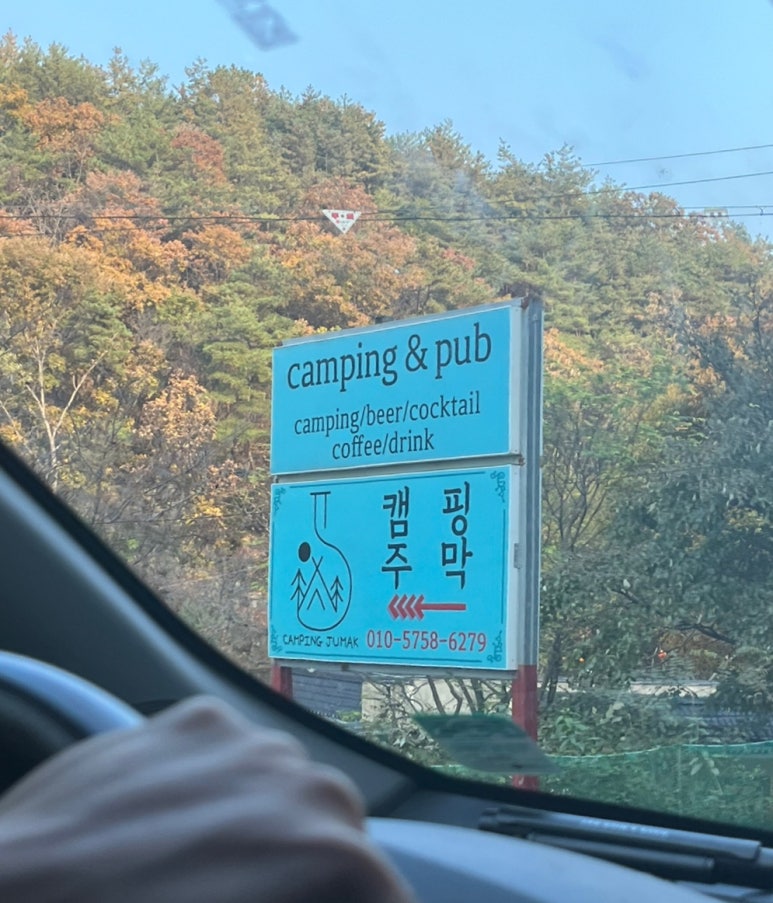 camping & pub
camping/beer/cocktail
coffee/drink
캠핑
주막
CAMPING JUMAK
010-5758-6279